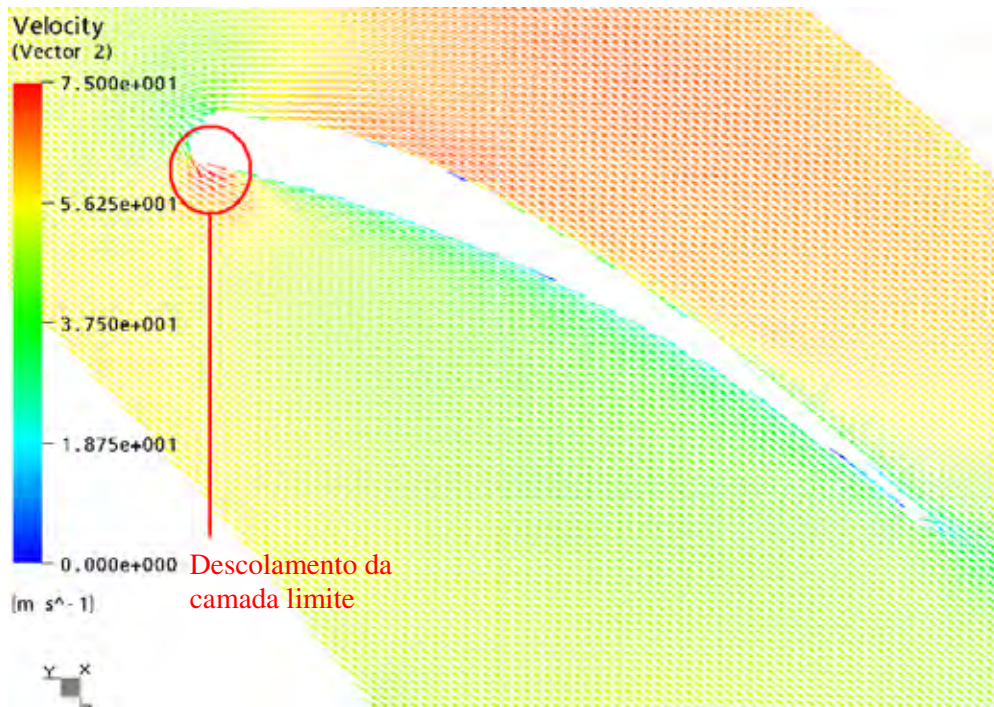 Velocity
(Vector 2)
7.500e+001
5.625e+001
3.750e+001
1.875e+001
0.000e+000
[m s^-1]
Descolamento da
camada limite
Y X